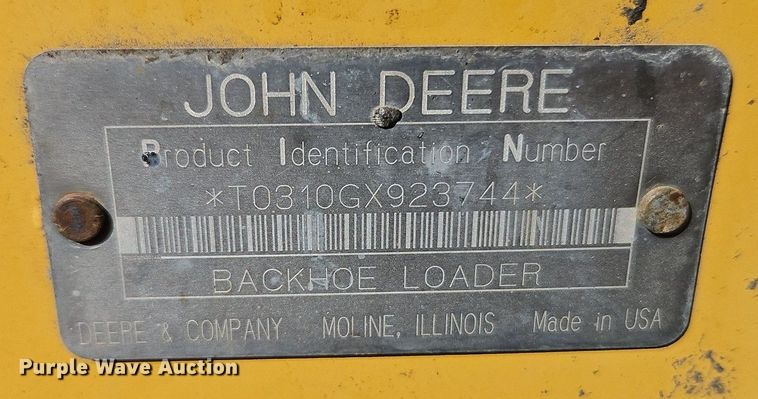 JOHN DEERE
Product Identification Number
*T0310GX923744*
BACKHOE LOADER
DEERE & COMPANY MOLINE, ILLINOIS Made in USA
Purple Wave Auction